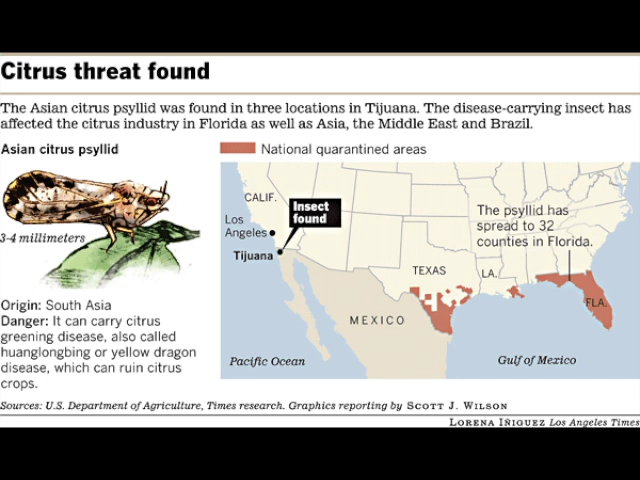 Citrus threat found
The Asian citrus psyllid was found in three locations in Tijuana. The disease-carrying insect has
affected the citrus industry in Florida as well as Asia, the Middle East and Brazil.
Asian citrus psyllid
3-4 millimeters
Origin: South Asia
Danger: It can carry citrus
greening disease, also called
huanglongbing or yellow dragon
disease, which can ruin citrus
crops.
National quarantined areas
CALIF.
Insect
found
Los
Angeles
Tijuana
The psyllid has
spread to 32
counties in Florida.
TEXAS
LA.
FLA.
MEXICO
Pacific Ocean
Gulf of Mexico
Sources: U.S. Department of Agriculture, Times research. Graphics reporting by SCOTT J. WILSON
LORENA IÑIGUEZ Los Angeles Times